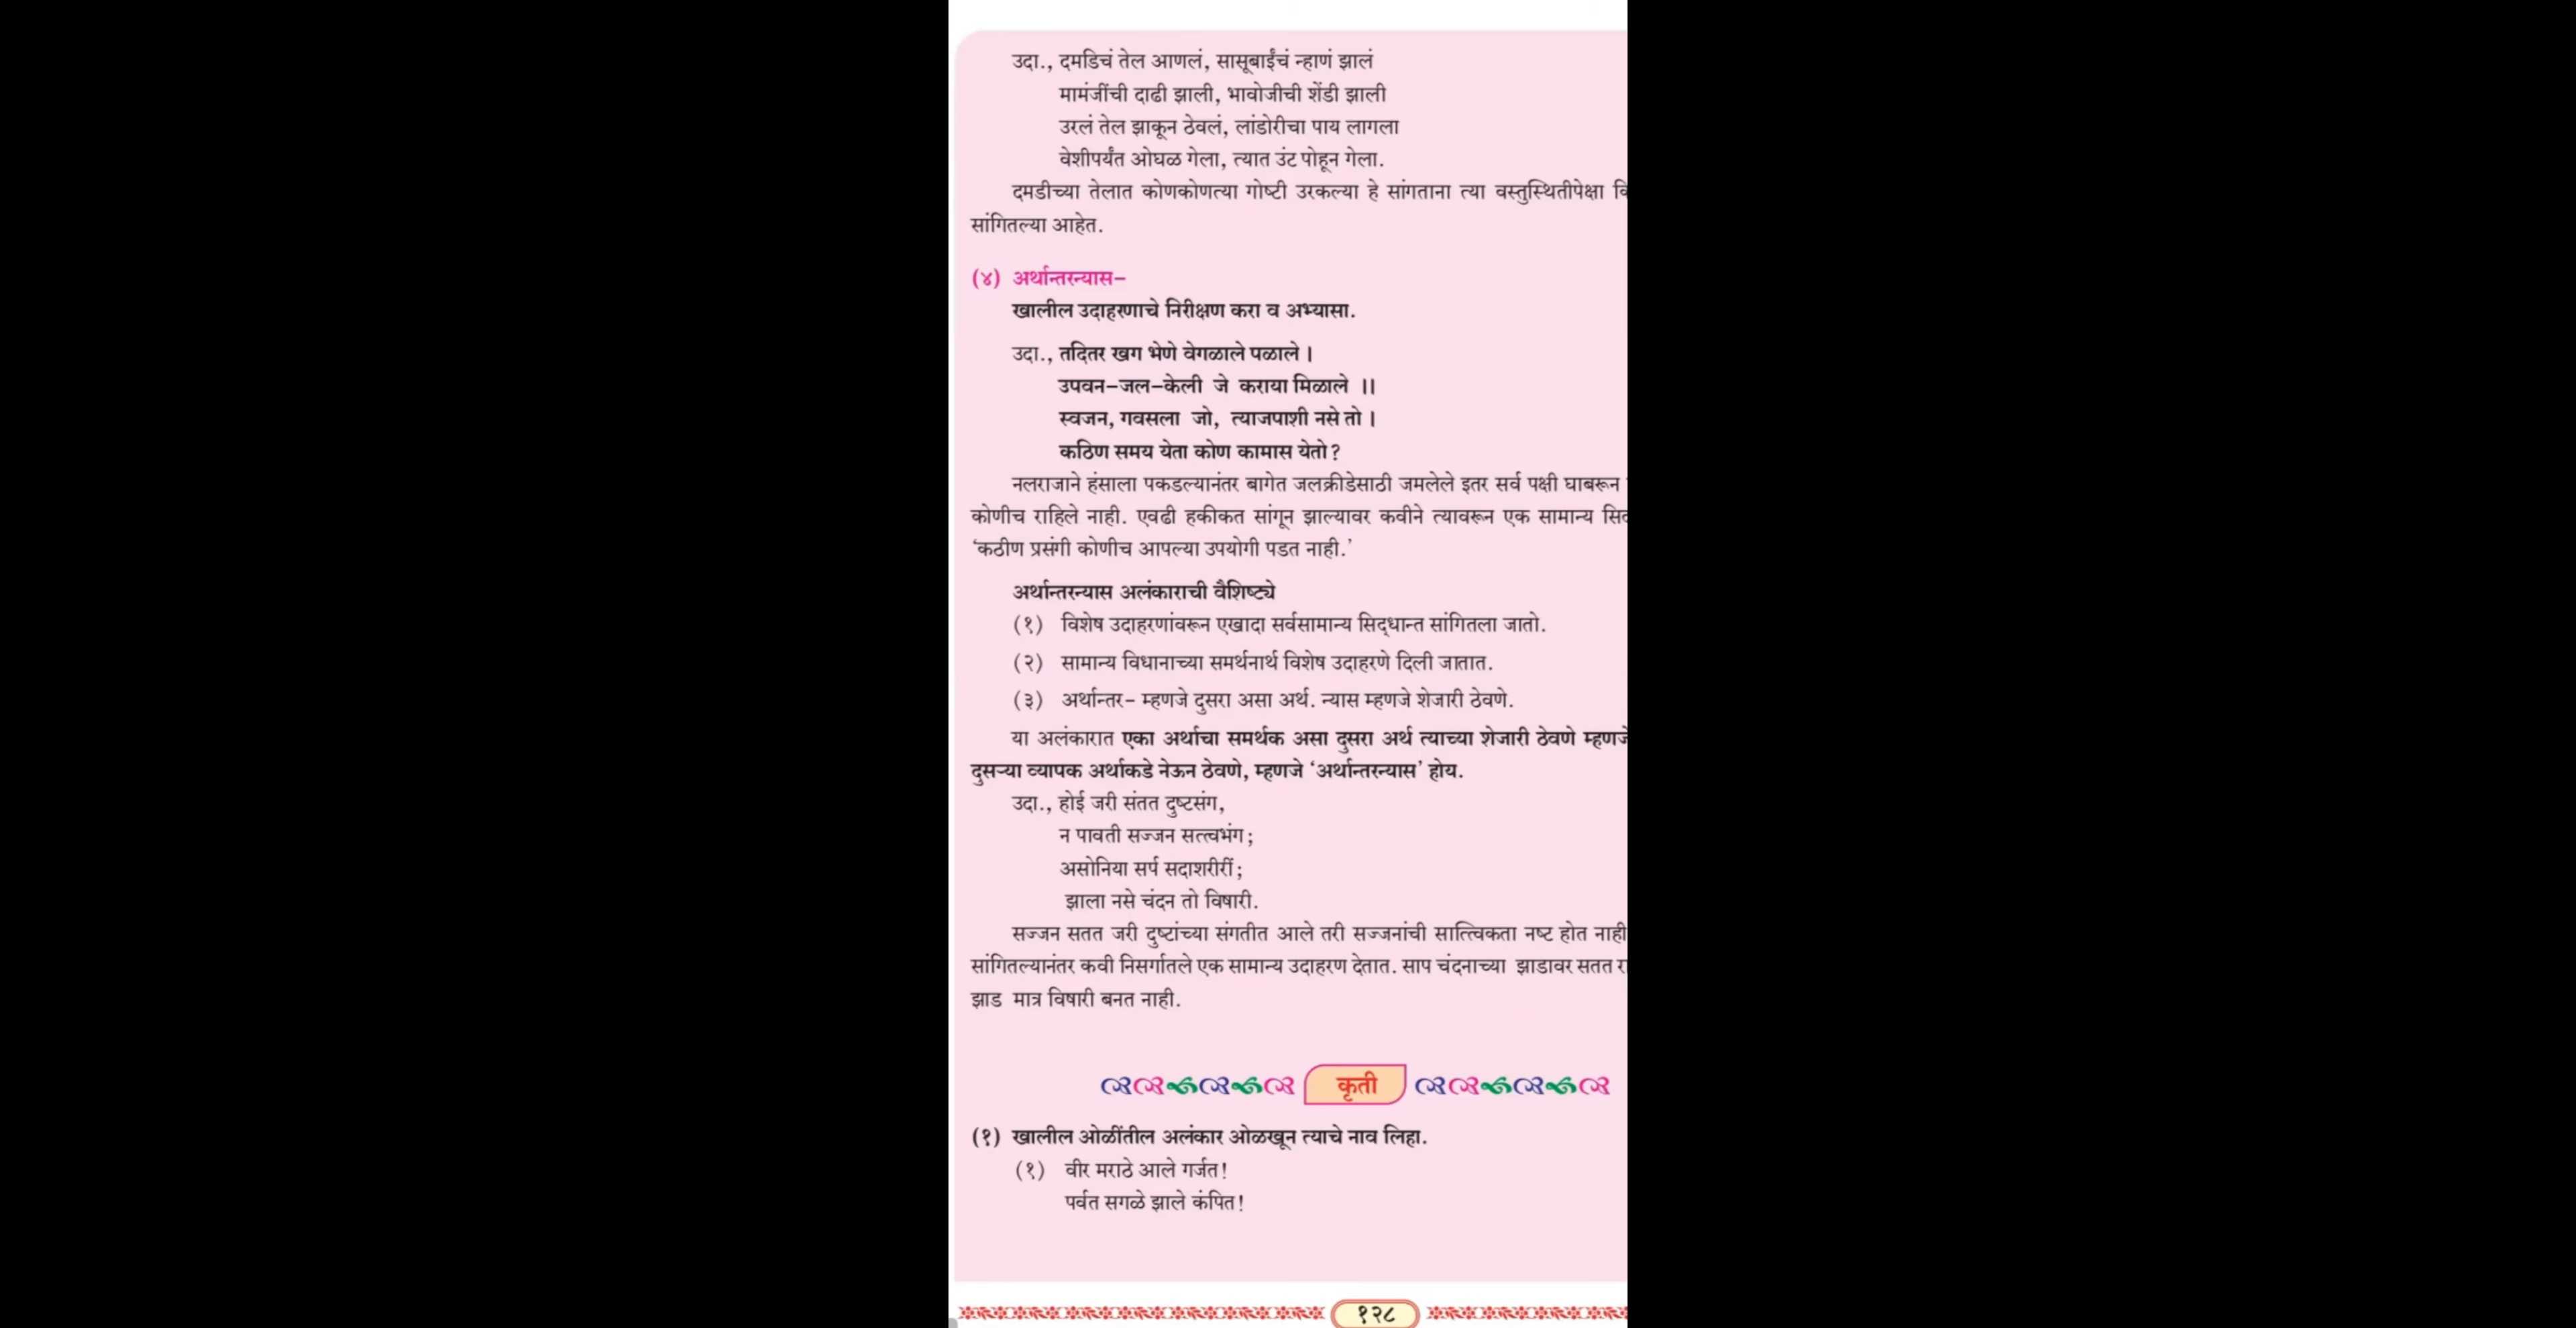 उदा., दमडिचं तेल आणलं, सासूबाईंचं न्हाणं झालं
मामंजींची दाढी झाली, भावोजीची शेंडी झाली
उरलं तेल झाकून ठेवलं, लांडोरीचा पाय लागला
वेशीपर्यंत ओघळ गेला, त्यात उंट पोहून गेला.
दमडीच्या तेलात कोणकोणत्या गोष्टी उरकल्या हे सांगताना त्या वस्तुस्थितीपेक्षा
सांगितल्या आहेत.
(४) अर्थान्तरन्यास-
खालील उदाहरणाचे निरीक्षण करा व अभ्यासा.
उदा., तदितर खग भेणे वेगळाले पळाले ।
उपवन-जल-केली जे कराया मिळाले ।।
स्वजन, गवसला जो, त्याजपाशी नसे तो ।
कठिण समय येता कोण कामास येतो?
नलराजाने हंसाला पकडल्यानंतर बागेत जलक्रीडेसाठी जमलेले इतर सर्व पक्षी घाबरून
कोणीच राहिले नाही. एवढी हकीकत सांगून झाल्यावर कवीने त्यावरून एक सामान्य
‘कठीण प्रसंगी कोणीच आपल्या उपयोगी पडत नाही.’
अर्थान्तरन्यास अलंकाराची वैशिष्ट्ये
(१) विशेष उदाहरणांवरून एखादा सर्वसामान्य सिद्धान्त सांगितला जातो.
(२) सामान्य विधानाच्या समर्थनार्थ विशेष उदाहरणे दिली जातात.
(३) अर्थान्तर- म्हणजे दुसरा असा अर्थ. न्यास म्हणजे शेजारी ठेवणे.
या अलंकारात एका अर्थाचा समर्थक असा दुसरा अर्थ त्याच्या शेजारी ठेवणे म्हणजे
दुसऱ्या व्यापक अर्थाकडे नेऊन ठेवणे, म्हणजे ‘अर्थान्तरन्यास’ होय.
उदा., होई जरी संतत दुष्टसंग,
न पावती सज्जन सत्त्वभंग;
असोनिया सर्प सदाशरीरीं;
झाला नसे चंदन तो विषारी.
सज्जन सतत जरी दुष्टांच्या संगतीत आले तरी सज्जनांची सात्त्विकता नष्ट होत नाही
सांगितल्यानंतर कवी निसर्गातले एक सामान्य उदाहरण देतात. साप चंदनाच्या झाडावर सतत
झाड मात्र विषारी बनत नाही.
कृती
(१) खालील ओळींतील अलंकार ओळखून त्याचे नाव लिहा.
(१) वीर मराठे आले गर्जत!
पर्वत सगळे झाले कंपित!
१२८